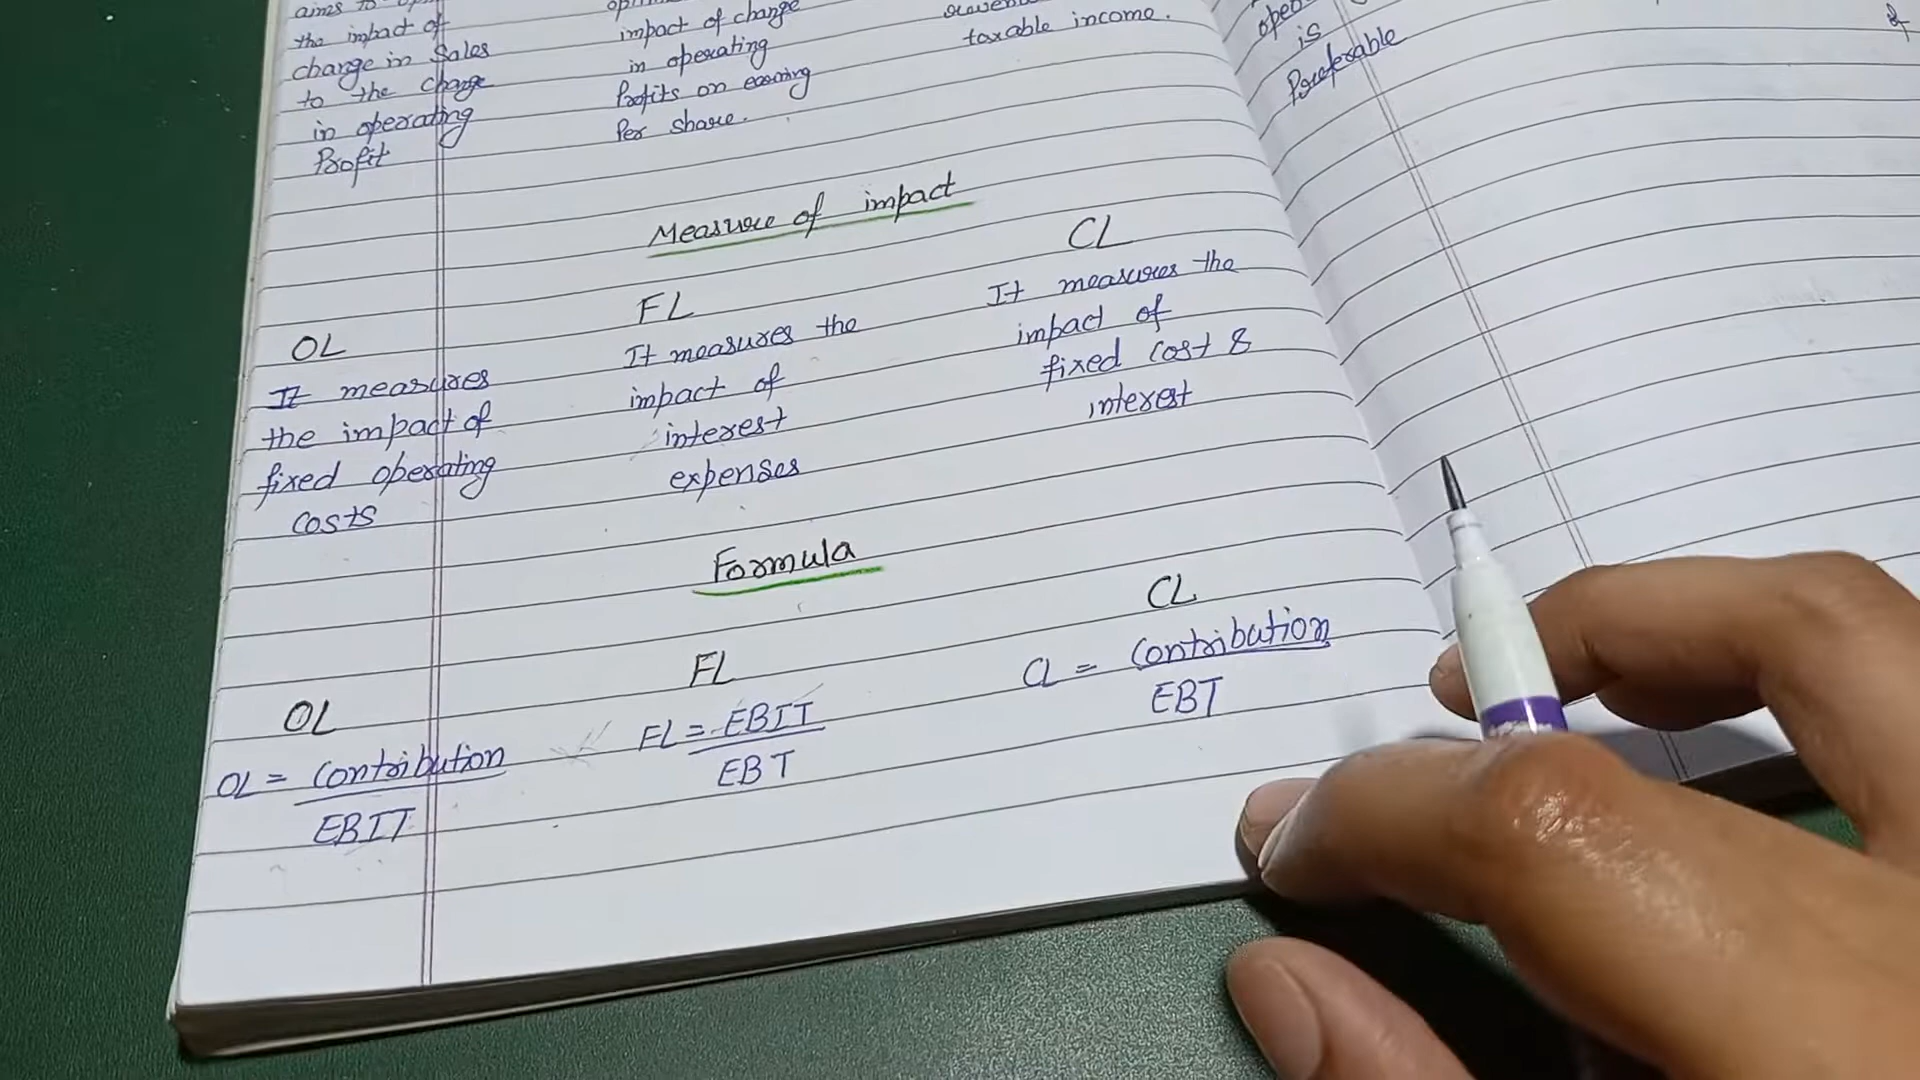 aims to
the impact of
change in Sales
to the change
in operating
Profit
impact of change
in operating
Profits on earning
Per share.
taxable income.
is
Preferable
of
Measure of impact
OL
It measures
the impact of
fixed operating
costs
FL
It measures the
impact of
interest
expenses
CL
It measures the
impact of
fixed cost &
interest
Formula
OL
OL = Contribution
EBIT
FL
FL = EBIT
EBT
CL
CL = Contribution
EBT